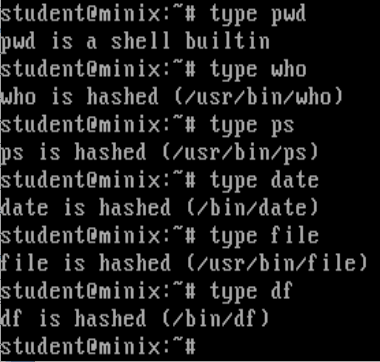 student@minix:~# type pwd
pwd is a shell builtin
student@minix:~# type who
who is hashed (/usr/bin/who)
student@minix:~# type ps
ps is hashed (/usr/bin/ps)
student@minix:~# type date
date is hashed (/bin/date)
student@minix:~# type file
file is hashed (/usr/bin/file)
student@minix:~# type df
df is hashed (/bin/df)
student@minix:~#